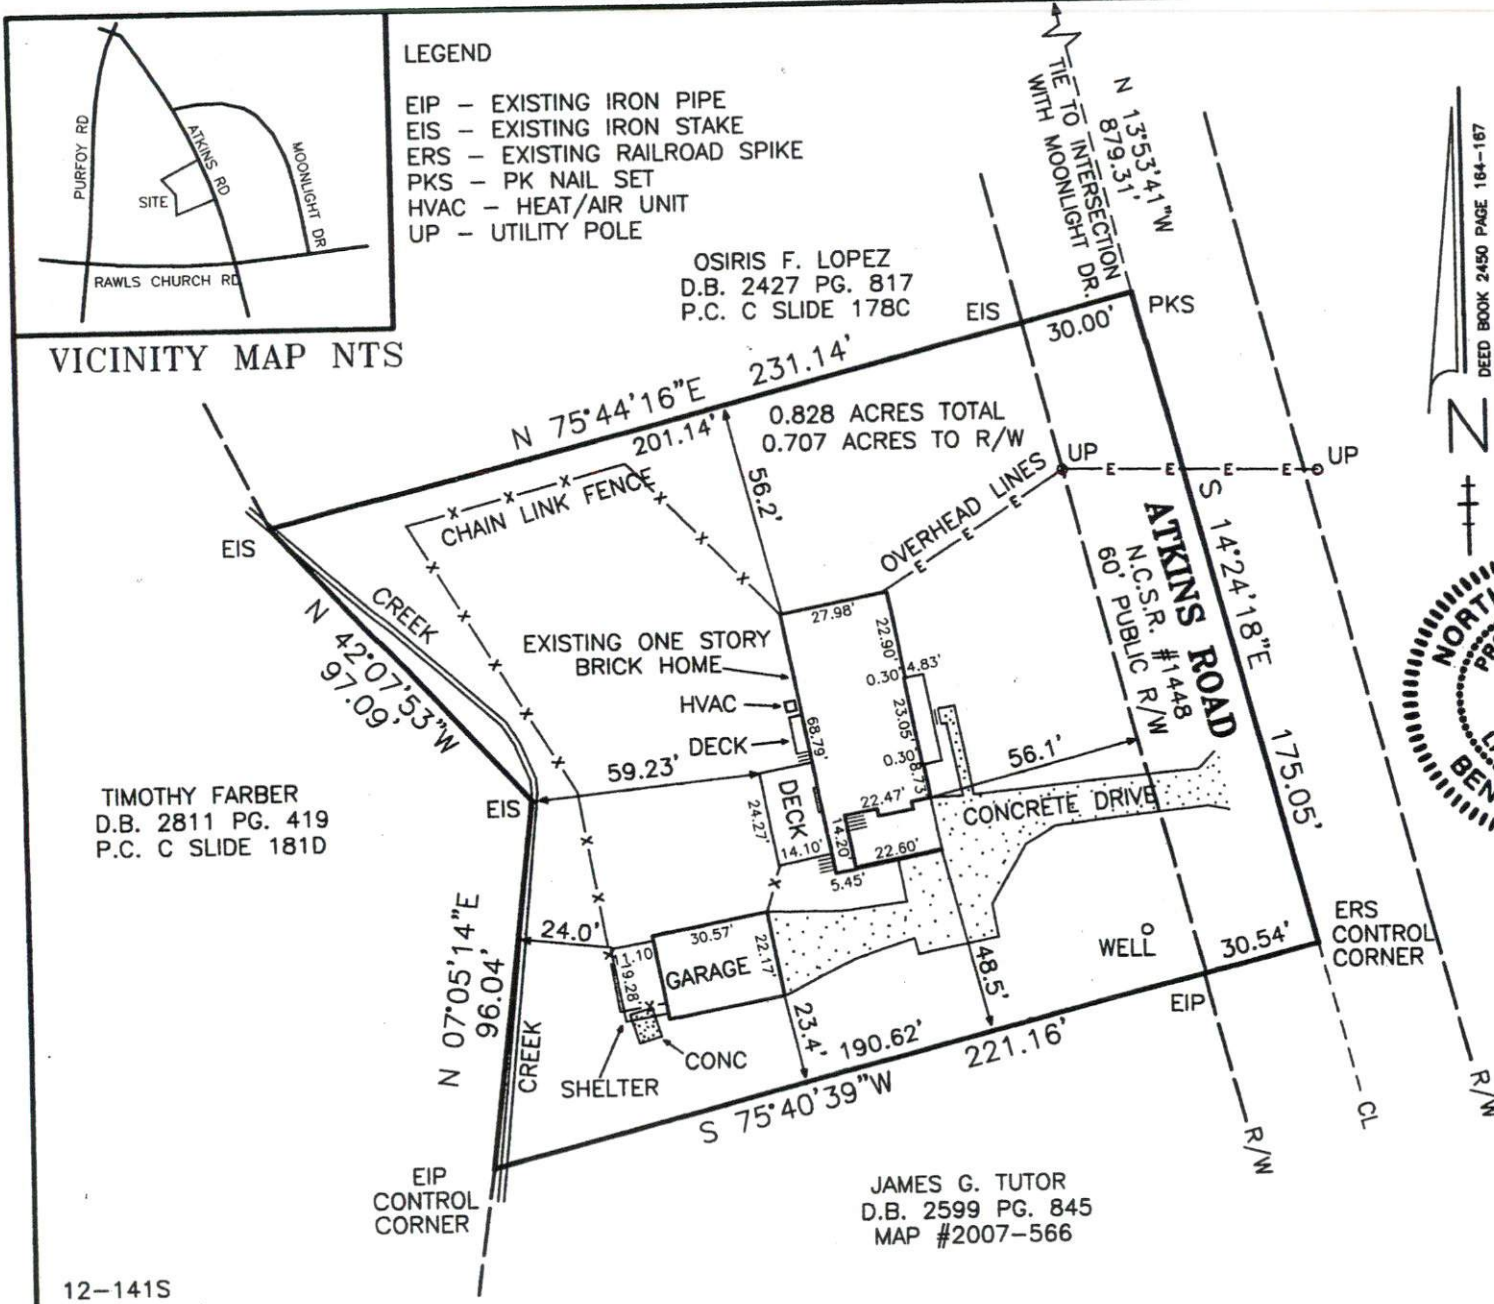 PURFOY RD
ATKINS RD
MOONLIGHT DR
SITE
RAWLS CHURCH RD
VICINITY MAP NTS
LEGEND
EIP – EXISTING IRON PIPE
EIS – EXISTING IRON STAKE
ERS – EXISTING RAILROAD SPIKE
PKS – PK NAIL SET
HVAC – HEAT/AIR UNIT
UP – UTILITY POLE
OSIRIS F. LOPEZ
D.B. 2427 PG. 817
P.C. C SLIDE 178C
TIE TO INTERSECTION
WITH MOONLIGHT DR.
N 13°53'41"W
879.31'
DEED BOOK 2450 PAGE 164-167
N
EIS
30.00'
PKS
N 75°44'16"E 231.14'
201.14'
0.828 ACRES TOTAL
0.707 ACRES TO R/W
56.2'
CHAIN LINK FENCE
X X X X X X X X X X X X X X
OVERHEAD LINES
E E E
UP
E E E E
UP
EIS
CREEK
N 42°07'53"W
97.09'
ATKINS ROAD
N.C.S.R. #1448
60' PUBLIC R/W
S 14°24'18"E 175.05'
NORT
PR
L
BEN
EXISTING ONE STORY
BRICK HOME
HVAC
DECK
27.98'
22.90'
0.30'
4.83'
23.05'
0.30'
8.73'
68.79'
59.23'
DECK
24.27'
14.10'
22.47'
14.20'
22.60'
5.45'
56.1'
CONCRETE DRIVE
TIMOTHY FARBER
D.B. 2811 PG. 419
P.C. C SLIDE 181D
EIS
N 07°05'14"E
96.04'
24.0'
30.57'
11.10'
19.28'
GARAGE
22.17'
48.5'
WELL
30.54'
ERS
CONTROL
CORNER
EIP
23.4'
190.62'
221.16'
S 75°40'39"W
SHELTER
CONC
CREEK
EIP
CONTROL
CORNER
R/W
CL
R/W
JAMES G. TUTOR
D.B. 2599 PG. 845
MAP #2007-566
12-141S